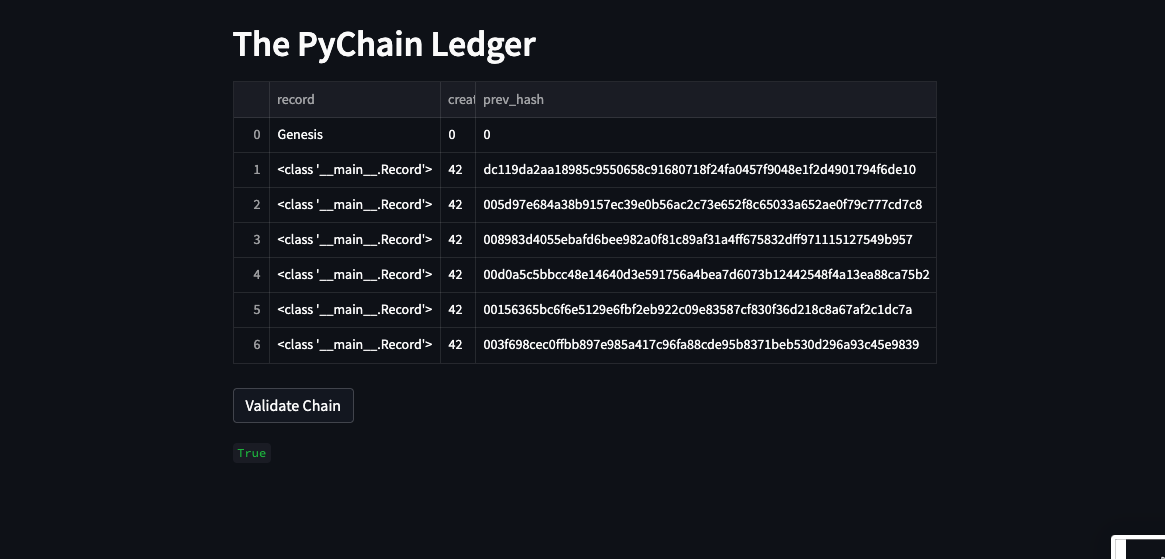 The PyChain Ledger
record creat prev_hash
0 Genesis 0 0
1 <class '__main__.Record'> 42 dc119da2aa18985c9550658c91680718f24fa0457f9048e1f2d4901794f6de10
2 <class '__main__.Record'> 42 005d97e684a38b9157ec39e0b56ac2c73e652f8c65033a652ae0f79c777cd7c8
3 <class '__main__.Record'> 42 008983d4055ebafd6bee982a0f81c89af31a4ff675832dff971115127549b957
4 <class '__main__.Record'> 42 00d0a5c5bbcc48e14640d3e591756a4bea7d6073b12442548f4a13ea88ca75b2
5 <class '__main__.Record'> 42 00156365bc6f6e5129e6fbf2eb922c09e83587cf830f36d218c8a67af2c1dc7a
6 <class '__main__.Record'> 42 003f698cec0ffbb897e985a417c96fa88cde95b8371beb530d296a93c45e9839
Validate Chain
True